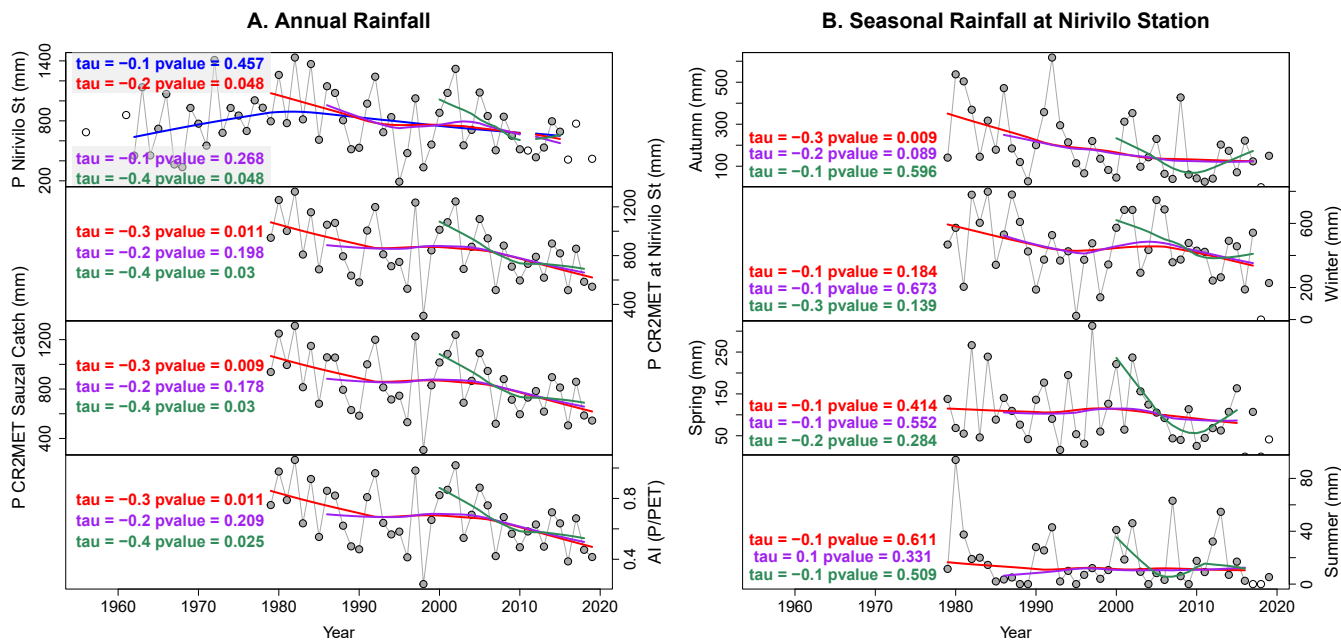 A. Annual Rainfall
P Nirivilo St (mm)
1400
800
200
tau = −0.1 pvalue = 0.457
tau = −0.2 pvalue = 0.048
tau = −0.1 pvalue = 0.268
tau = −0.4 pvalue = 0.048
P CR2MET at Nirivilo St (mm)
1200
800
400
tau = −0.3 pvalue = 0.011
tau = −0.2 pvalue = 0.198
tau = −0.4 pvalue = 0.03
P CR2MET Sauzal Catch (mm)
1200
800
400
tau = −0.3 pvalue = 0.009
tau = −0.2 pvalue = 0.178
tau = −0.4 pvalue = 0.03
AI (P/PET)
0.8
0.4
tau = −0.3 pvalue = 0.011
tau = −0.2 pvalue = 0.209
tau = −0.4 pvalue = 0.025
1960 1970 1980 1990 2000 2010 2020
Year
B. Seasonal Rainfall at Nirivilo Station
Autumn (mm)
500
300
100
tau = −0.3 pvalue = 0.009
tau = −0.2 pvalue = 0.089
tau = −0.1 pvalue = 0.596
Winter (mm)
600
200
0
tau = −0.1 pvalue = 0.184
tau = −0.1 pvalue = 0.673
tau = −0.3 pvalue = 0.139
Spring (mm)
250
150
50
tau = −0.1 pvalue = 0.414
tau = −0.1 pvalue = 0.552
tau = −0.2 pvalue = 0.284
Summer (mm)
80
40
0
tau = −0.1 pvalue = 0.611
tau = 0.1 pvalue = 0.331
tau = −0.1 pvalue = 0.509
1960 1970 1980 1990 2000 2010 2020
Year